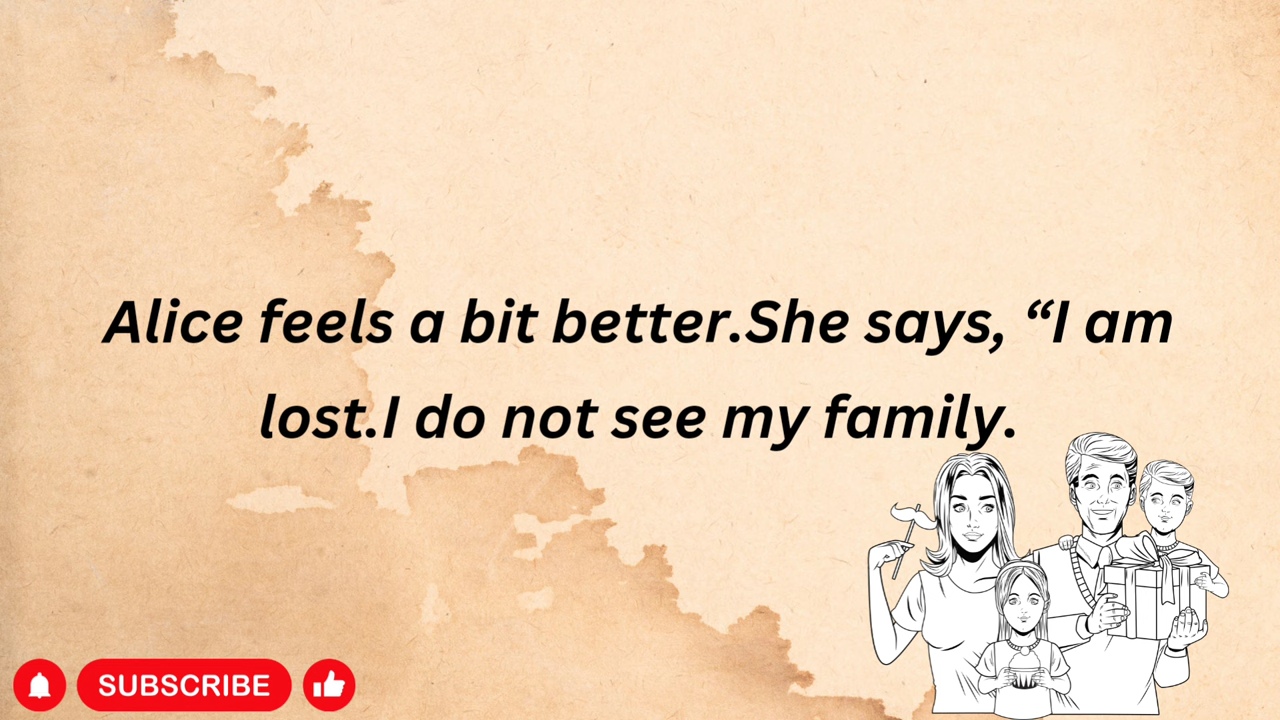 Alice feels a bit better.She says, “I am
lost.I do not see my family.
SUBSCRIBE